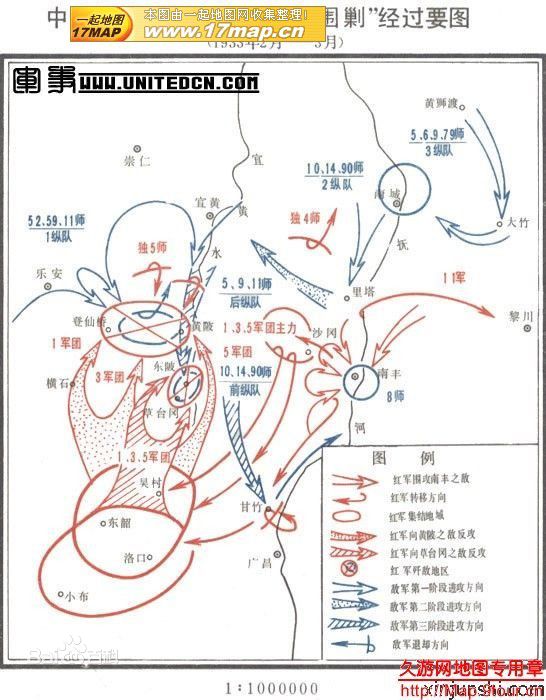 中
围剿”经过要图
本图由一起地图网收集整理!
一起地图网
17MAP
http://www.17map.cn
(1933年2月 3月)
WWW.UNITEDCN.COM
黄狮渡
5.6.9.79师
3纵队
崇仁
宜
10.14.90师
2纵队
宜黄
黄
南城
52.59.11师
1纵队
独4师
大竹
独5师
水
抚
乐安
5.9.11师
后纵队
里塔
11军
登仙桥
黄陂
1.3.5军团主力
沙冈
黎川
1军团
5军团
东陂
横石
3军团
10.14.90师
前纵队
南丰
8师
草台冈
河
1.3.5军团
图 例
吴村
甘竹
东韶
洛口
广昌
小布
红军围攻南丰之敌
红军转移方向
红军集结地域
红军向黄陂之敌反攻
红军向草台冈之敌反攻
红军歼敌地区
敌军第一阶段进攻方向
敌军第二阶段进攻方向
敌军第三阶段进攻方向
敌军退却方向
Bai百科
久游网地图专用章
http://map.9oux.com
xinjunshi.com
1:1000000